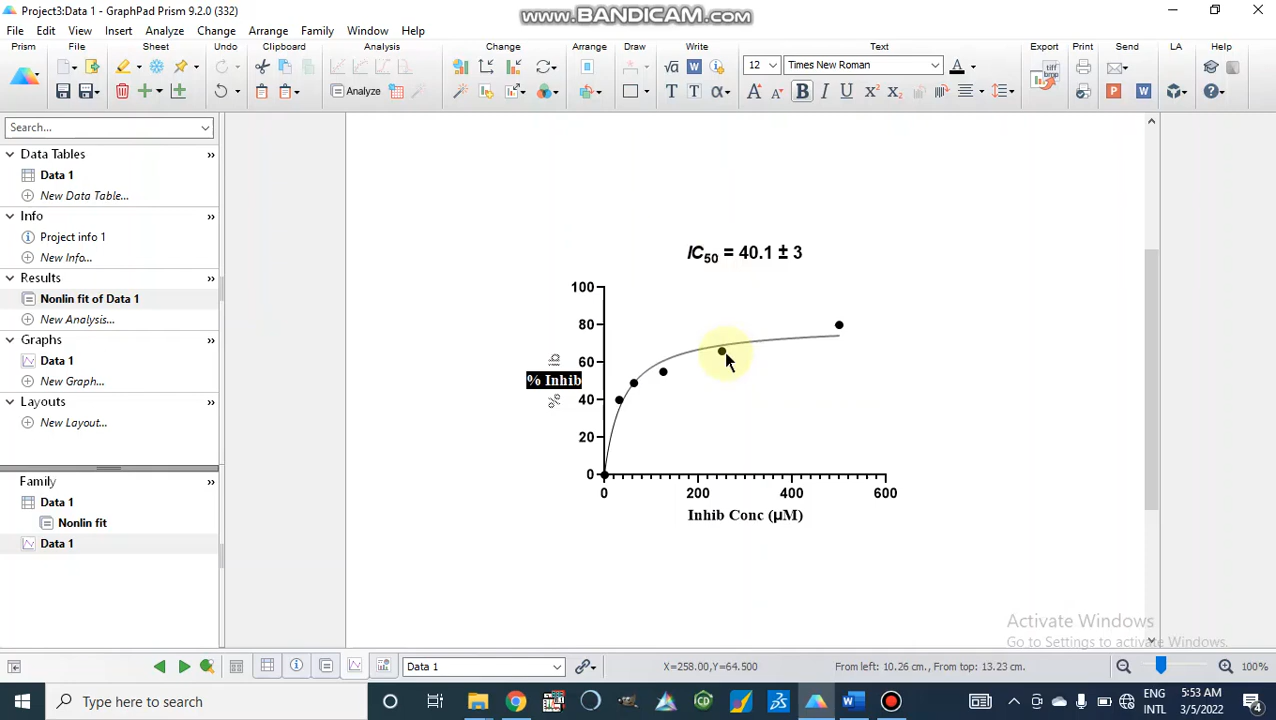 Project3:Data 1 - GraphPad Prism 9.2.0 (332)
www.BANDICAM.com
File Edit View Insert Analyze Change Arrange Family Window Help
Prism File Sheet Undo Clipboard Analysis Change Arrange Draw Write Text Export Print Send LA Help
12 Times New Roman A
Analyze T T α A A B I U X² X₂
Search...
Data Tables
Data 1
New Data Table...
Info
Project info 1
New Info...
Results
Nonlin fit of Data 1
New Analysis...
Graphs
Data 1
New Graph...
Layouts
New Layout...
Family
Data 1
Nonlin fit
Data 1
IC50 = 40.1 ± 3
100
80
60
% Inhib
40
20
0
0 200 400 600
Inhib Conc (µM)
Activate Windows
Go to Settings to activate Windows.
Data 1 X=258.00,Y=64.500 From left: 10.26 cm, From top: 13.23 cm. 100%
Type here to search
ENG
INTL
5:53 AM
3/5/2022